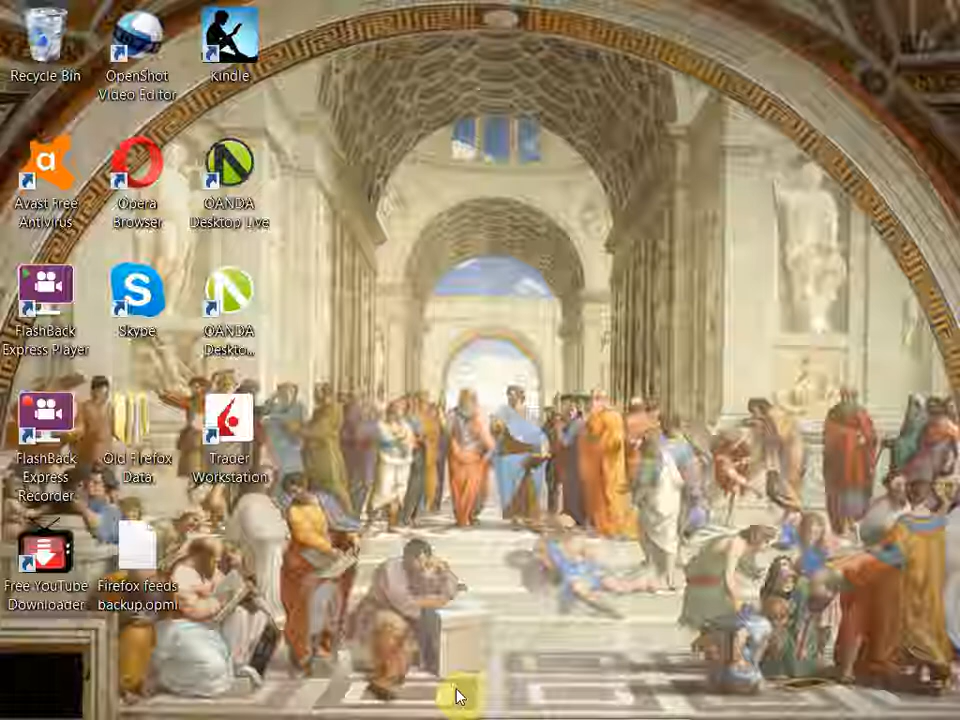 Recycle Bin
OpenShot
Video Editor
Kindle
Avast Free
Antivirus
Opera
Browser
OANDA
Desktop Live
FlashBack
Express Player
Skype
OANDA
Deskto...
FlashBack
Express
Recorder
Old Firefox
Data
Trader
Workstation
Free YouTube
Downloader
Firefox feeds
backup.opml